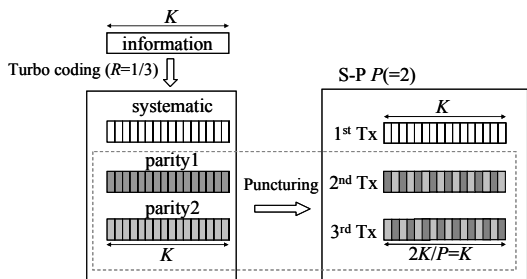 K
information
Turbo coding (R=1/3)
systematic
parity1
parity2
K
Puncturing
S-P P(=2)
K
1st Tx
2nd Tx
3rd Tx
2K/P=K